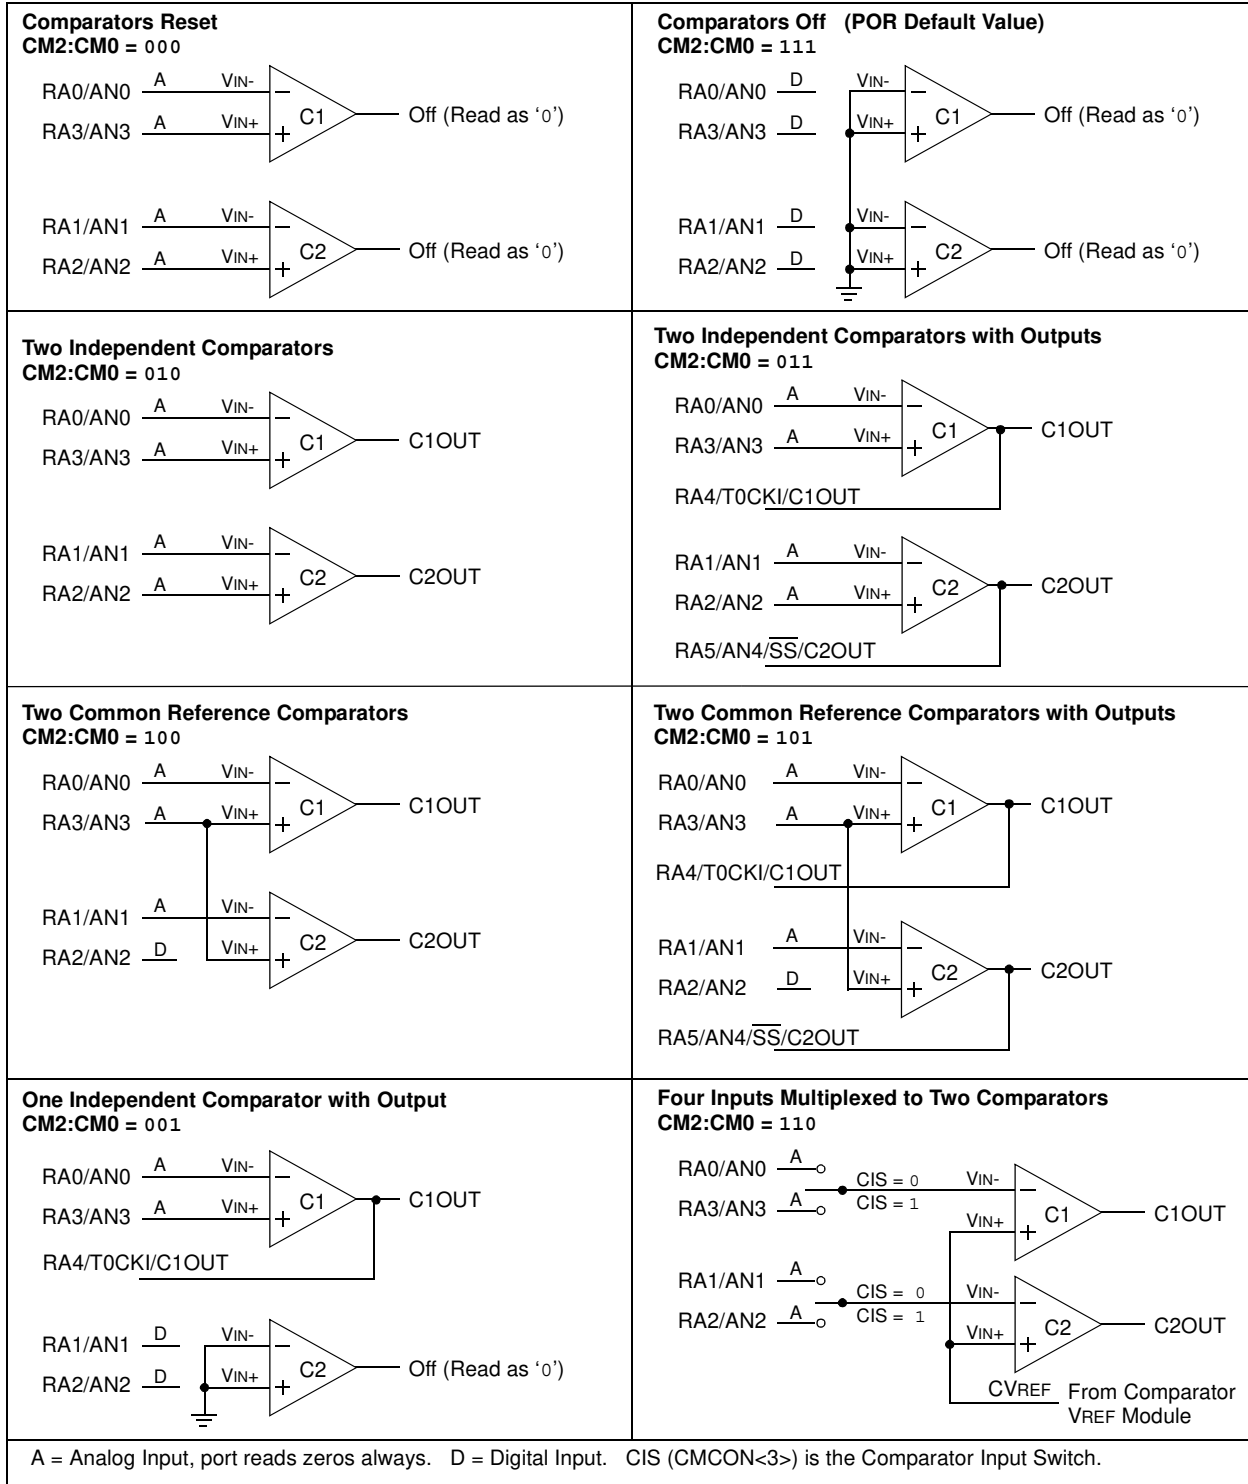 Comparators Reset
CM2:CM0 = 000
RA0/AN0 A VIN-
C1 Off (Read as ‘0’)
RA3/AN3 A VIN+
RA1/AN1 A VIN-
C2 Off (Read as ‘0’)
RA2/AN2 A VIN+
Comparators Off (POR Default Value)
CM2:CM0 = 111
RA0/AN0 D VIN-
C1 Off (Read as ‘0’)
RA3/AN3 D VIN+
RA1/AN1 D VIN-
C2 Off (Read as ‘0’)
RA2/AN2 D VIN+
Two Independent Comparators
CM2:CM0 = 010
RA0/AN0 A VIN-
C1 C1OUT
RA3/AN3 A VIN+
RA1/AN1 A VIN-
C2 C2OUT
RA2/AN2 A VIN+
Two Independent Comparators with Outputs
CM2:CM0 = 011
RA0/AN0 A VIN-
C1 C1OUT
RA3/AN3 A VIN+
RA4/T0CKI/C1OUT
RA1/AN1 A VIN-
C2 C2OUT
RA2/AN2 A VIN+
RA5/AN4/S̅S̅/C2OUT
Two Common Reference Comparators
CM2:CM0 = 100
RA0/AN0 A VIN-
C1 C1OUT
RA3/AN3 A VIN+
RA1/AN1 A VIN-
C2 C2OUT
RA2/AN2 D VIN+
Two Common Reference Comparators with Outputs
CM2:CM0 = 101
RA0/AN0 A VIN-
C1 C1OUT
RA3/AN3 A VIN+
RA4/T0CKI/C1OUT
RA1/AN1 A VIN-
C2 C2OUT
RA2/AN2 D VIN+
RA5/AN4/S̅S̅/C2OUT
One Independent Comparator with Output
CM2:CM0 = 001
RA0/AN0 A VIN-
C1 C1OUT
RA3/AN3 A VIN+
RA4/T0CKI/C1OUT
RA1/AN1 D VIN-
C2 Off (Read as ‘0’)
RA2/AN2 D VIN+
Four Inputs Multiplexed to Two Comparators
CM2:CM0 = 110
RA0/AN0 A
CIS = 0 VIN-
RA3/AN3 A CIS = 1
VIN+ C1 C1OUT
RA1/AN1 A
CIS = 0 VIN-
RA2/AN2 A CIS = 1
VIN+ C2 C2OUT
CVREF From Comparator
VREF Module
A = Analog Input, port reads zeros always. D = Digital Input. CIS (CMCON<3>) is the Comparator Input Switch.